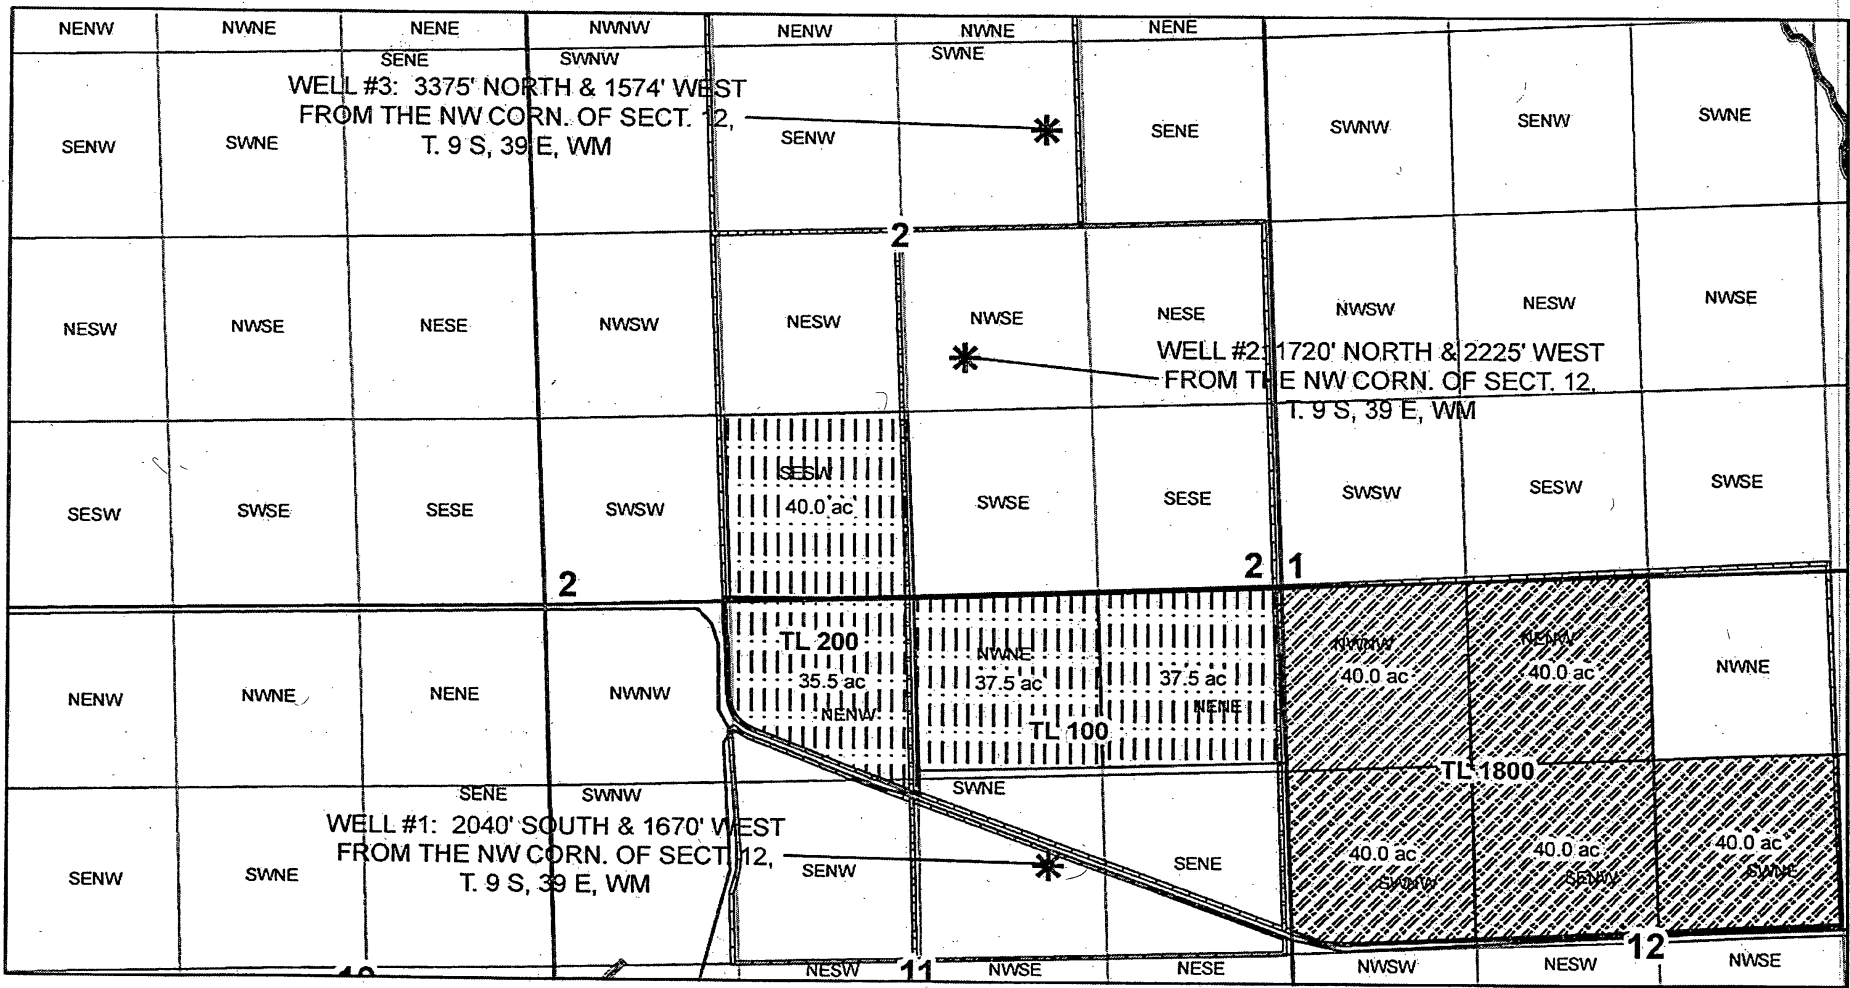 NENW NWNE NENE NWNW NENW NWNE NENE
SENE SWNW SWNE
WELL #3: 3375' NORTH & 1574' WEST
FROM THE NW CORN. OF SECT. 12,
T. 9 S, 39 E, WM
SENW SWNE SENW SENE SWNW SENW SWNE
2
NESW NWSE NESE NWSW NESW NWSE NESE NWSW NESW NWSE
WELL #2: 1720' NORTH & 2225' WEST
FROM THE NW CORN. OF SECT. 12,
T. 9 S, 39 E, WM
SESW
40.0 ac
SESW SWSE SESE SWSW SWSE SESE SWSW SESW SWSE
2 2 1
TL 200
NWNE NWNW NENW
35.5 ac 37.5 ac 37.5 ac 40.0 ac 40.0 ac
NENW NWNE NENE NWNW NWNE
NENW NENE
TL 100
TL 1800
SENE SWNW SWNE
WELL #1: 2040' SOUTH & 1670' WEST
FROM THE NW CORN. OF SECT. 12,
T. 9 S, 39 E, WM
40.0 ac 40.0 ac 40.0 ac
SENW SWNE SENW SENE SWNW SENW SWNE
10 11 12
NESW NWSE NESE NWSW NESW NWSE